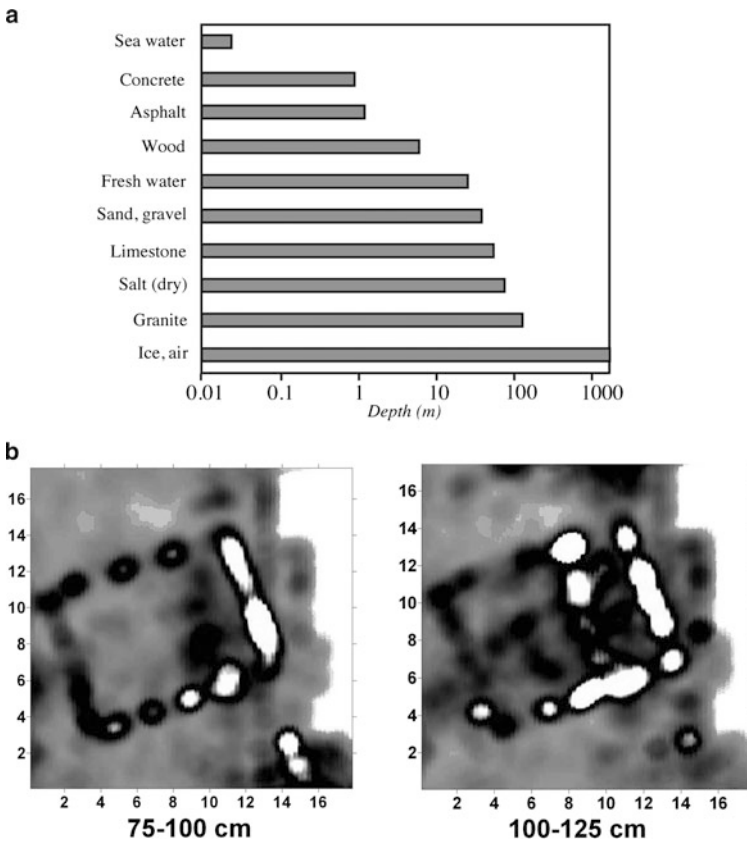 a
Sea water
Concrete
Asphalt
Wood
Fresh water
Sand, gravel
Limestone
Salt (dry)
Granite
Ice, air
0.01 0.1 1 10 100 1000
Depth (m)
b
16
14
12
10
8
6
4
2
2 4 6 8 10 12 14 16
75-100 cm
16
14
12
10
8
6
4
2
2 4 6 8 10 12 14 16
100-125 cm